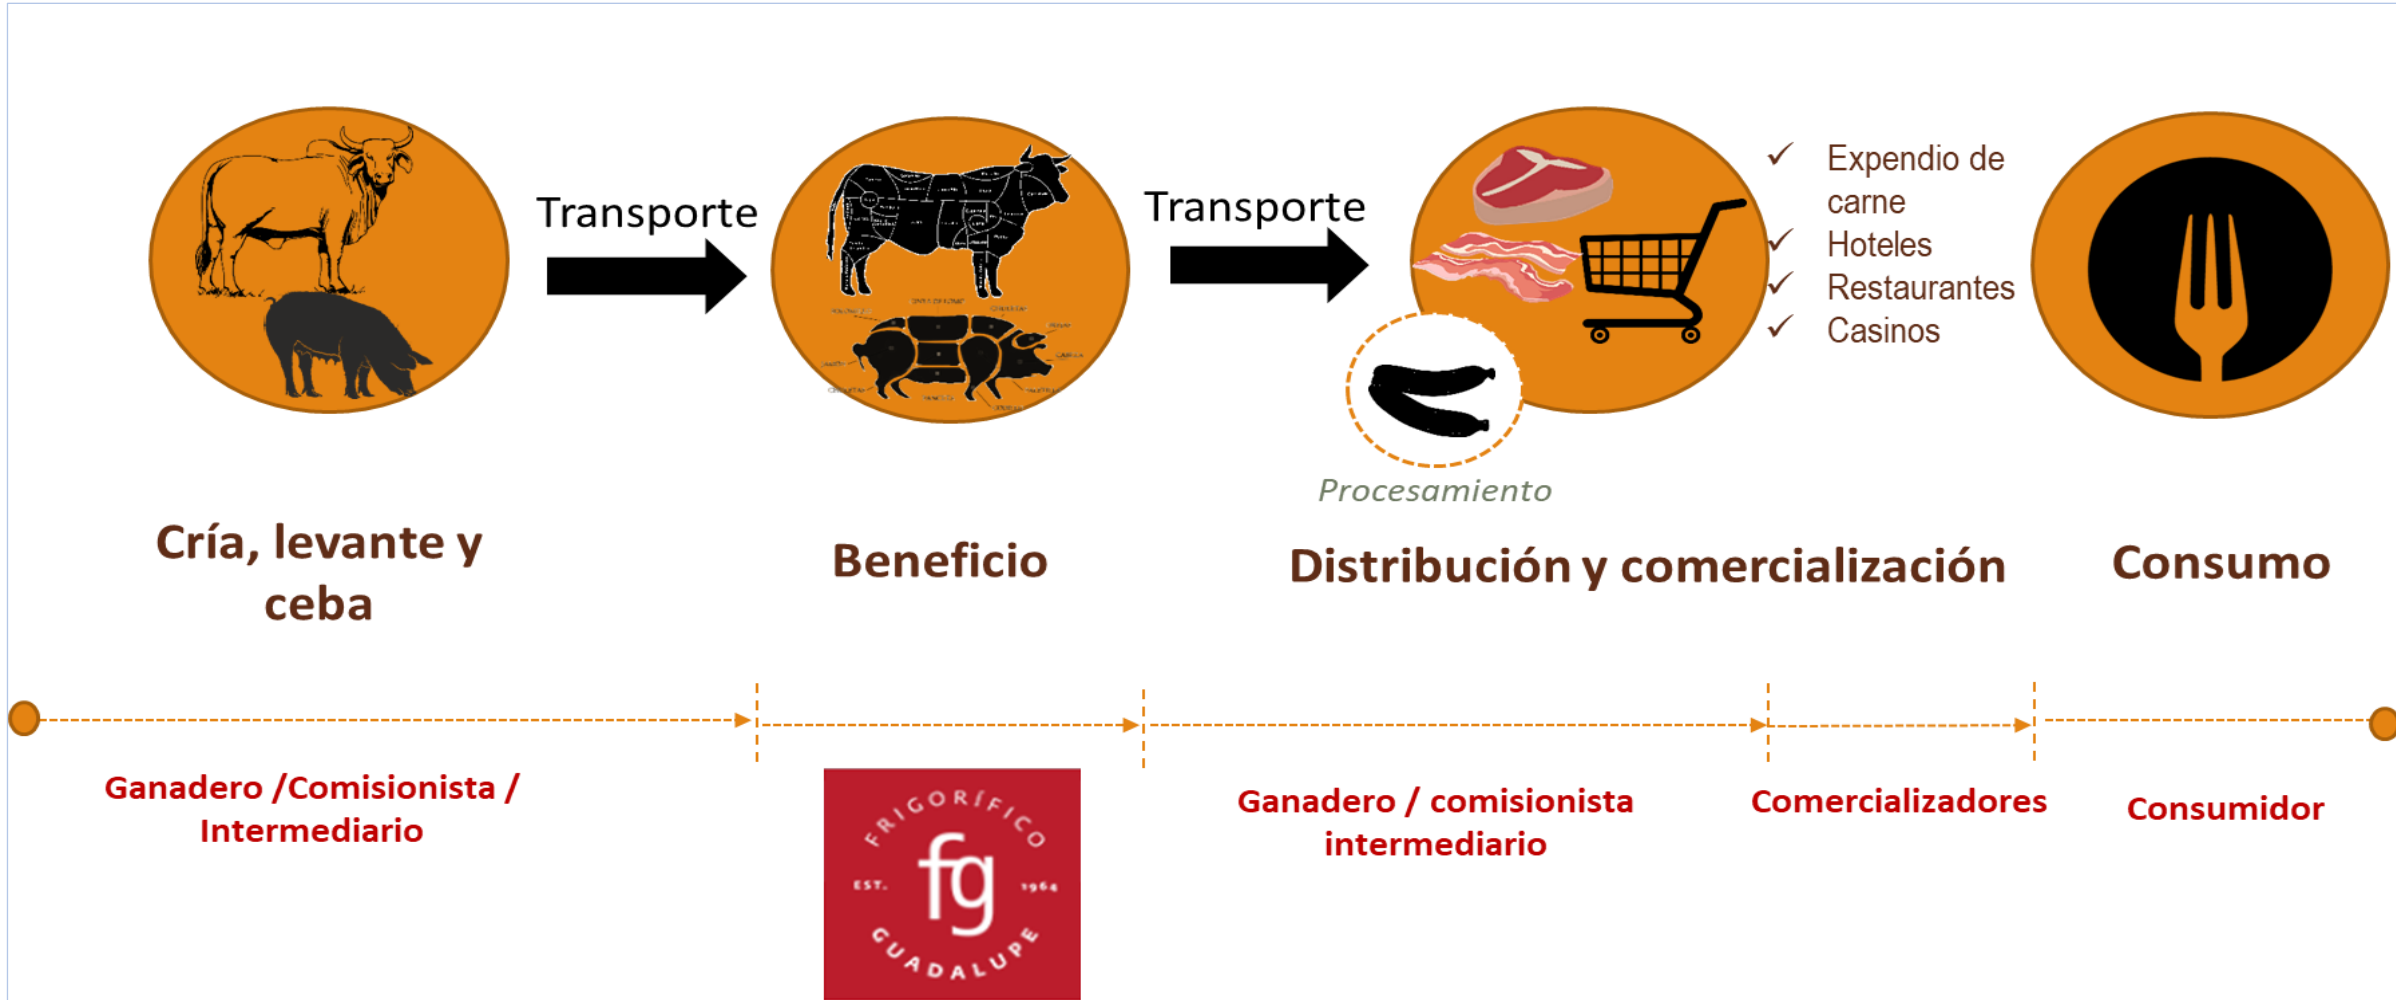 Transporte
Transporte
✓ Expendio de
carne
✓ Hoteles
✓ Restaurantes
✓ Casinos
Procesamiento
Cría, levante y
ceba
Beneficio
Distribución y comercialización
Consumo
Ganadero /Comisionista /
Intermediario
FRIGORÍFICO
fg
EST. 1964
GUADALUPE
Ganadero / comisionista
intermediario
Comercializadores
Consumidor